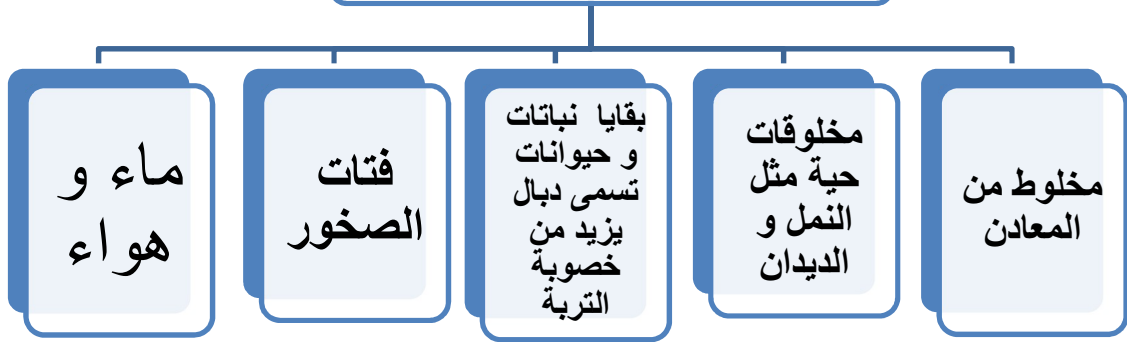 مخلوط من
المعادن
مخلوقات
حية مثل
النمل و
الديدان
بقايا نباتات
و حيوانات
تسمى دبال
يزيد من
خصوبة
التربة
فتات
الصخور
ماء و
هواء